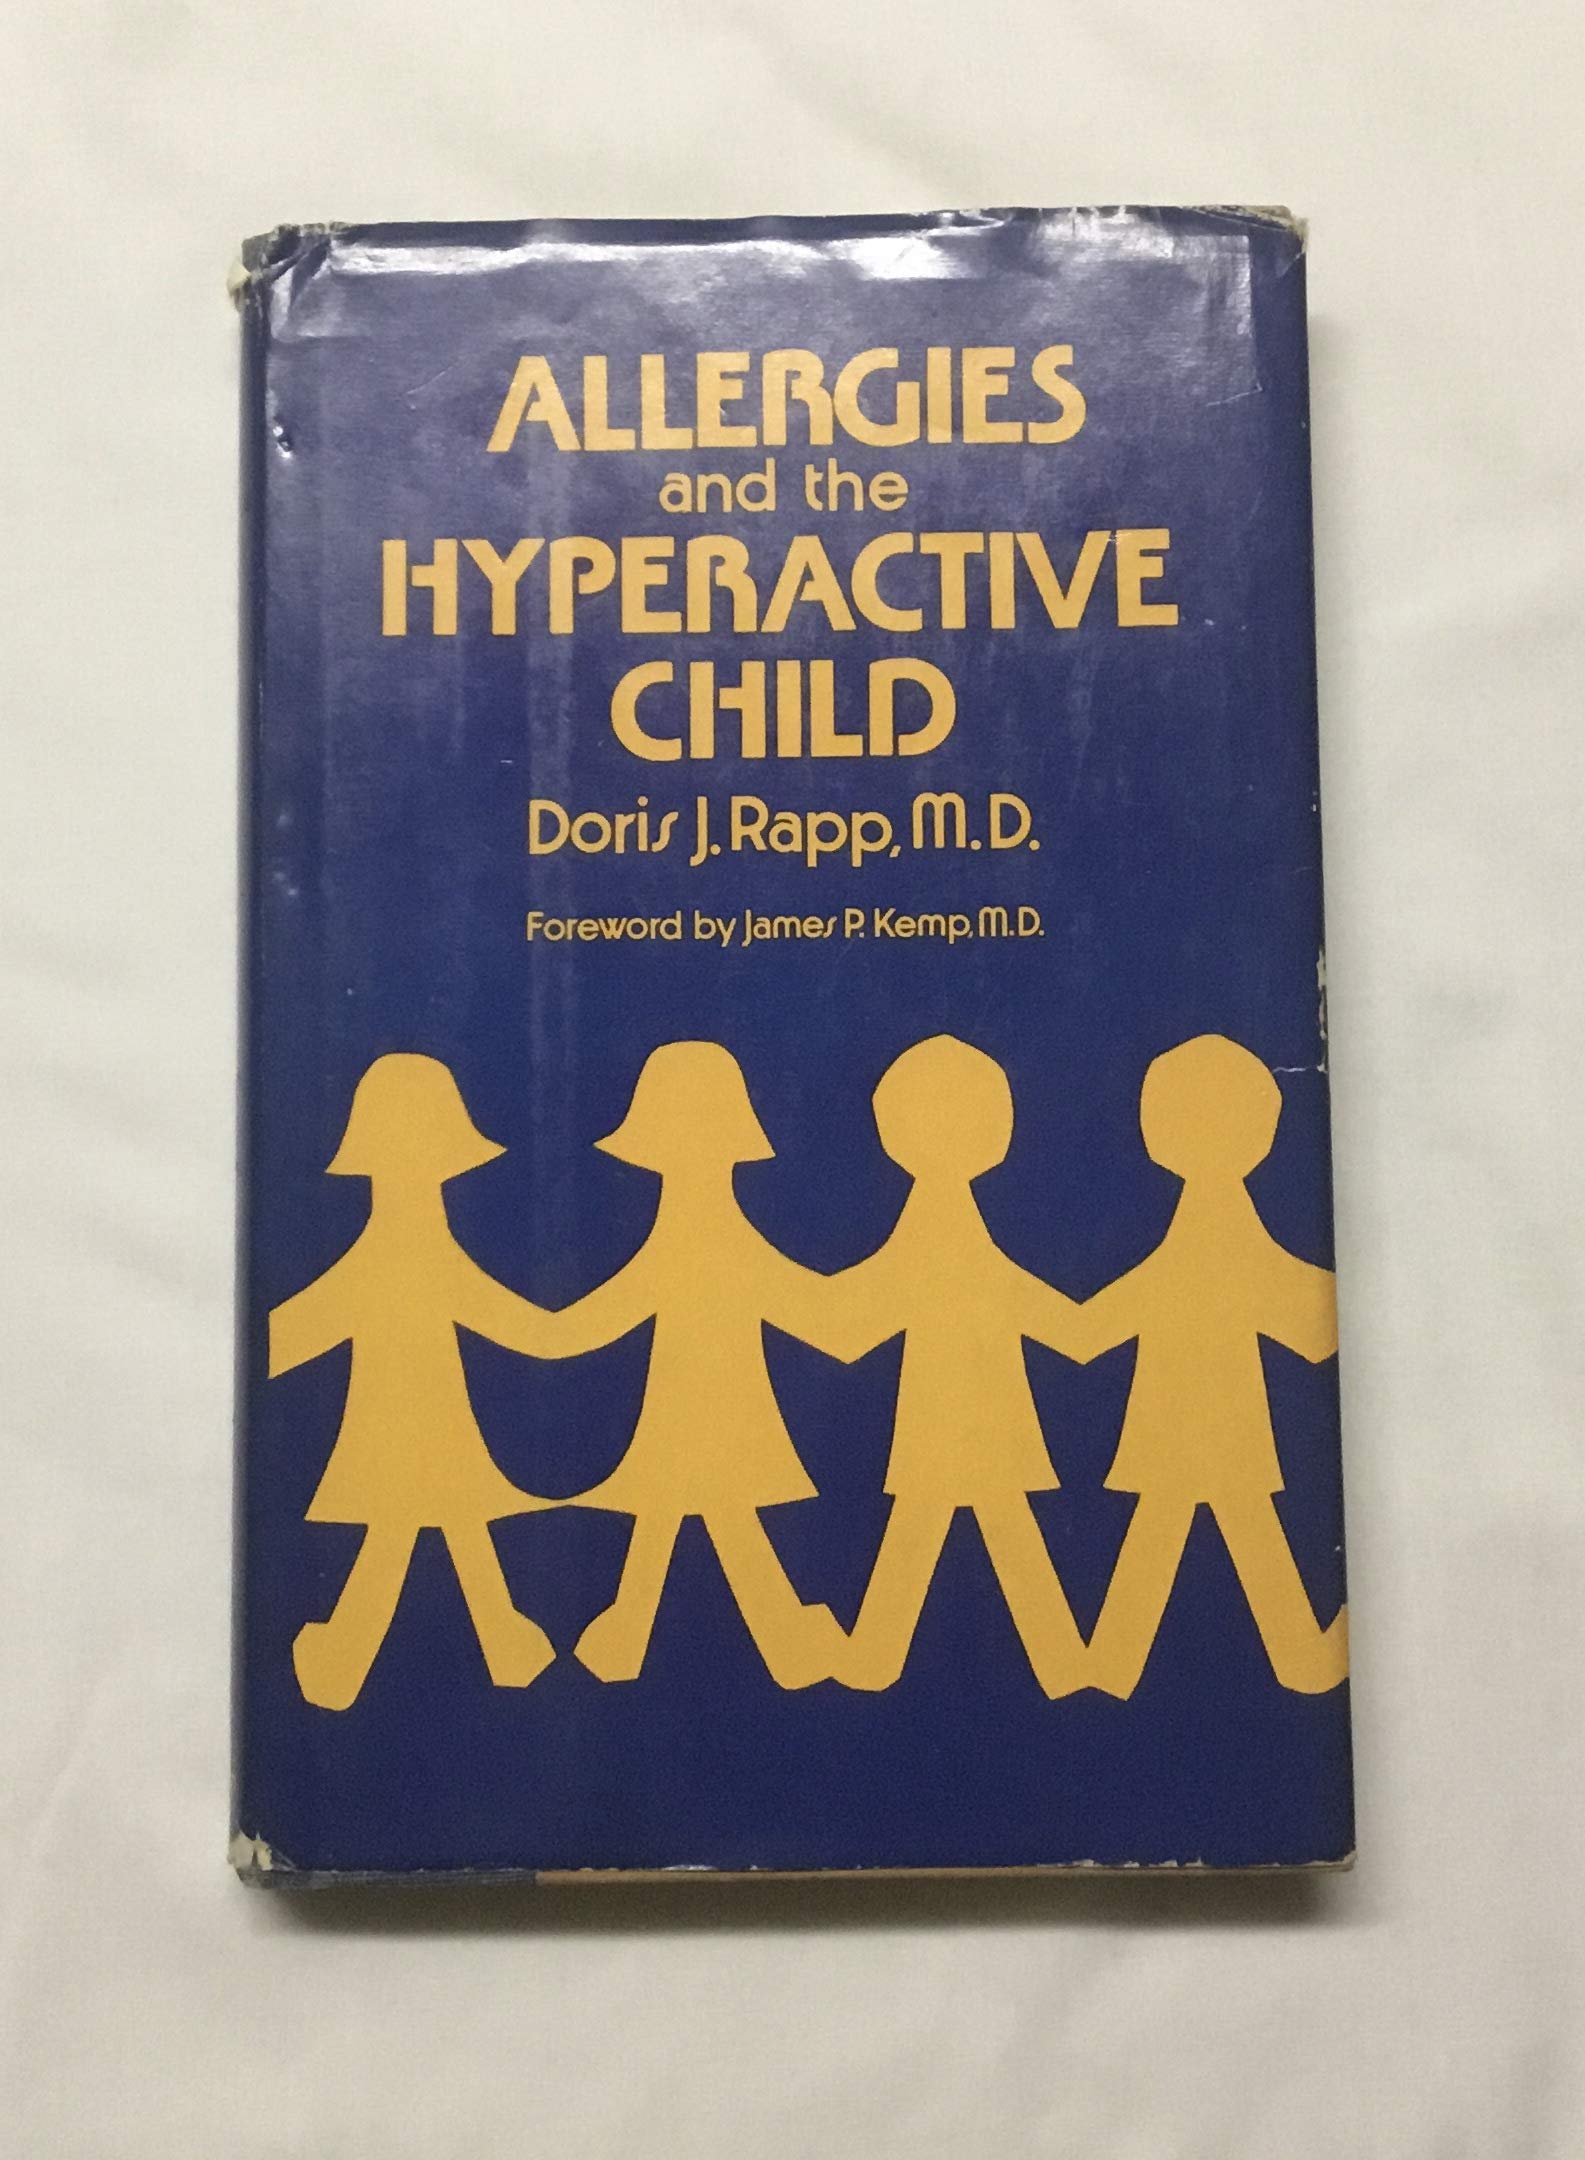 ALLERGIES
and the
HYPERACTIVE
CHILD
Doris J. Rapp, M.D.
Foreword by James P. Kemp, M.D.